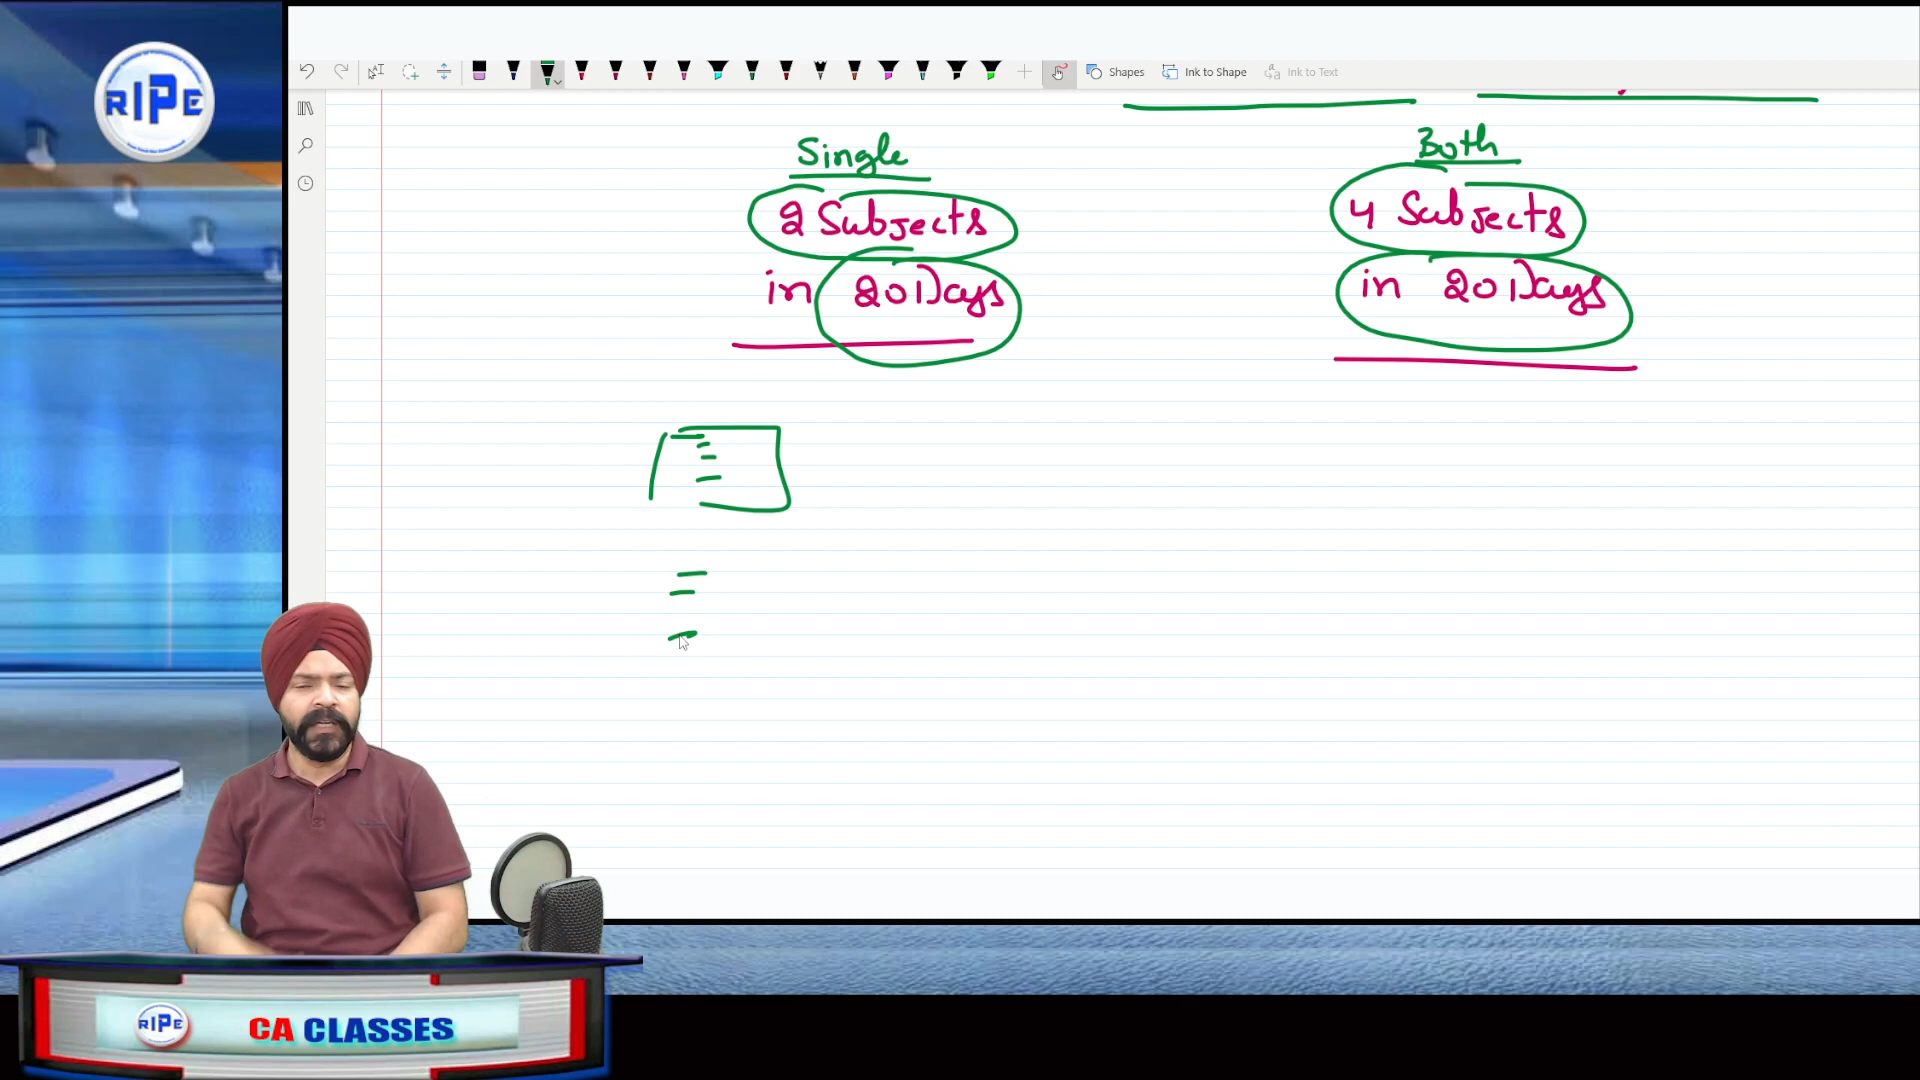 RIPE
Shapes
Ink to Shape
Ink to Text
Single
2 Subjects
in 20 Days
Both
4 Subjects
in 20 Days
RIPE
CA CLASSES